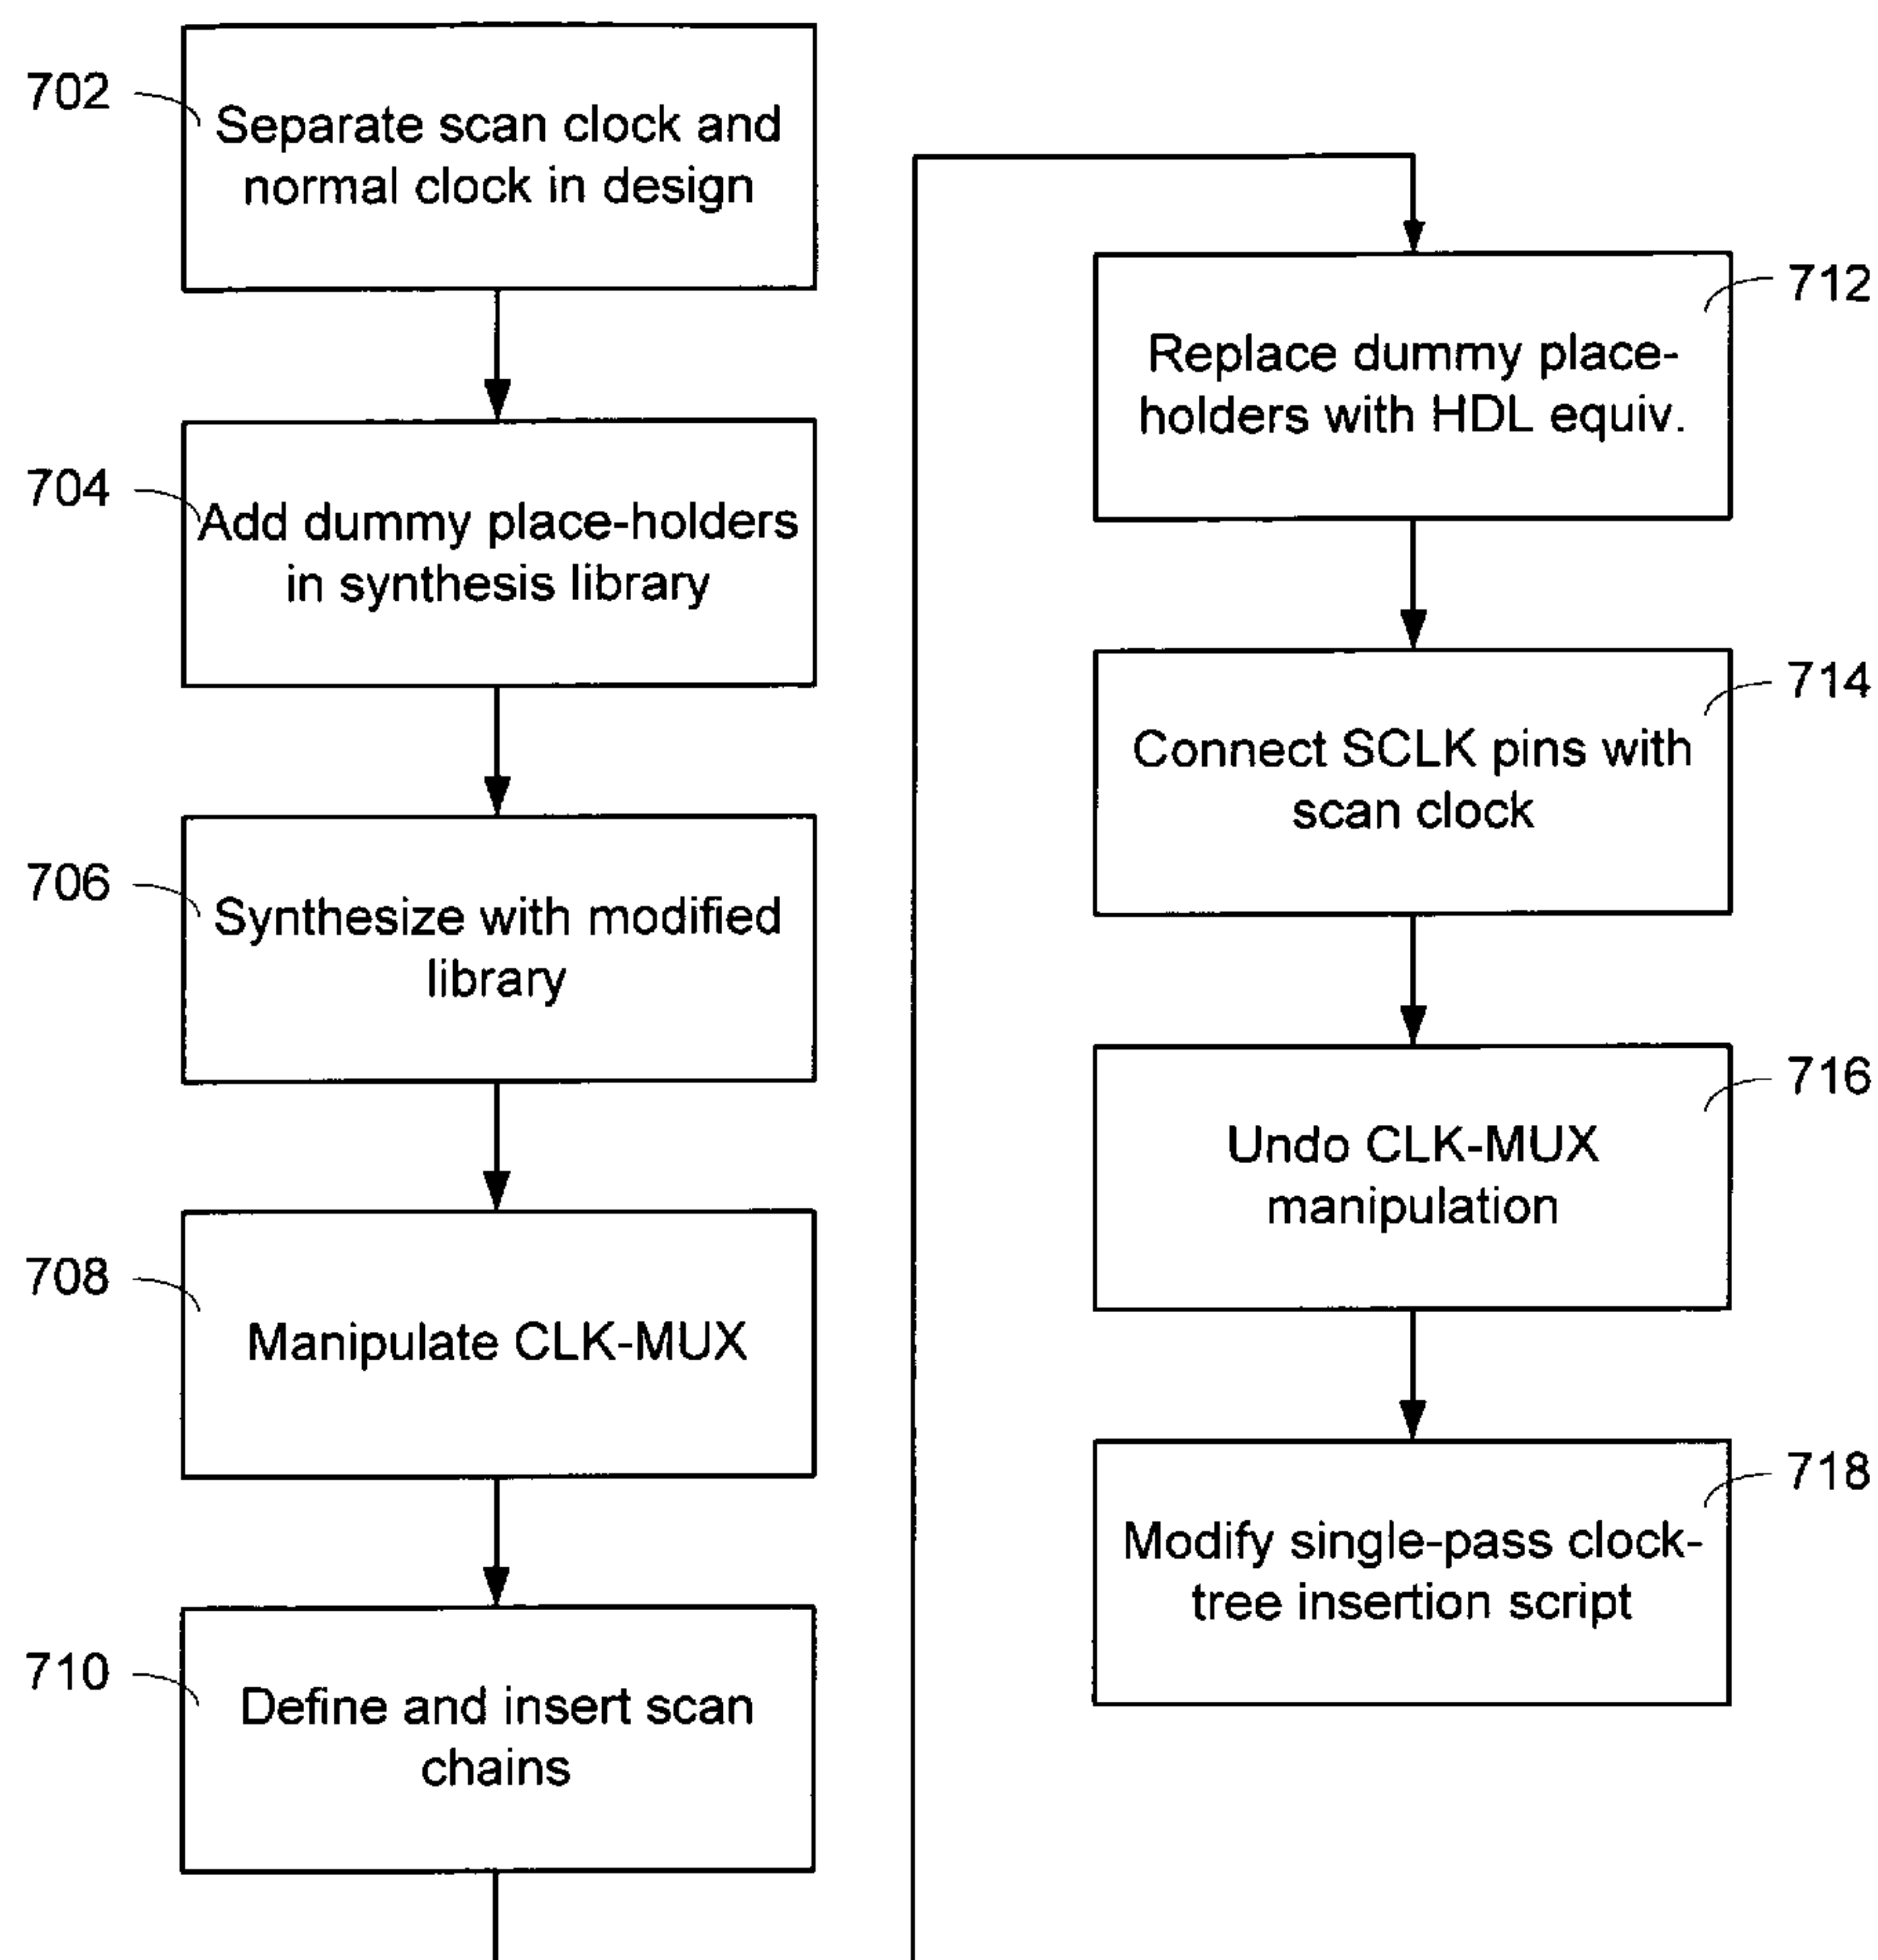 702
Separate scan clock and
normal clock in design
704
Add dummy place-holders
in synthesis library
706
Synthesize with modified
library
708
Manipulate CLK-MUX
710
Define and insert scan
chains
712
Replace dummy place-
holders with HDL equiv.
714
Connect SCLK pins with
scan clock
716
Undo CLK-MUX
manipulation
718
Modify single-pass clock-
tree insertion script